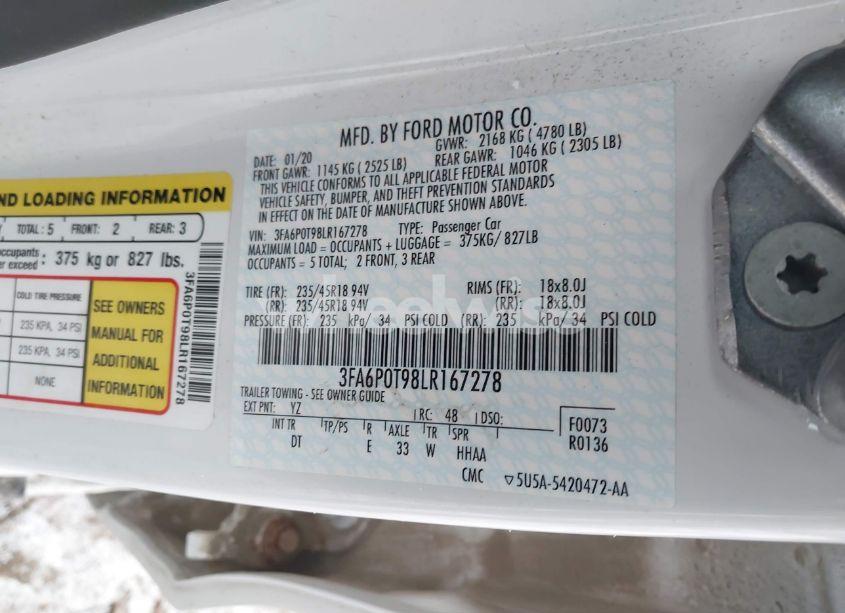 ND LOADING INFORMATION
TOTAL: 5 FRONT: 2 REAR: 3
occupants : 375 kg or 827 lbs.
exceed
COLD TIRE PRESSURE
235 KPA, 34 PSI
235 KPA, 34 PSI
NONE
SEE OWNERS
MANUAL FOR
ADDITIONAL
INFORMATION
3FA6P0T98LR167278
MFD. BY FORD MOTOR CO.
DATE: 01/20 GVWR: 2168 KG ( 4780 LB)
FRONT GAWR: 1145 KG ( 2525 LB) REAR GAWR: 1046 KG ( 2305 LB)
THIS VEHICLE CONFORMS TO ALL APPLICABLE FEDERAL MOTOR
VEHICLE SAFETY, BUMPER, AND THEFT PREVENTION STANDARDS
IN EFFECT ON THE DATE OF MANUFACTURE SHOWN ABOVE.
VIN: 3FA6P0T98LR167278 TYPE: Passenger Car
MAXIMUM LOAD = OCCUPANTS + LUGGAGE = 375KG/ 827LB
OCCUPANTS = 5 TOTAL; 2 FRONT, 3 REAR
TIRE (FR): 235/45R18 94V RIMS (FR): 18x8.0J
(RR): 235/45R18 94V (RR): 18x8.0J
PRESSURE (FR): 235 kPa/ 34 PSI COLD (RR): 235 kPa/34 PSI COLD
3FA6P0T98LR167278
TRAILER TOWING - SEE OWNER GUIDE
EXT PNT: YZ RC: 48 DSO:
F0073
R0136
INT TR TP/PS R AXLE TR SPR
DT E 33 W HHAA
CMC ▽5U5A-5420472-AA